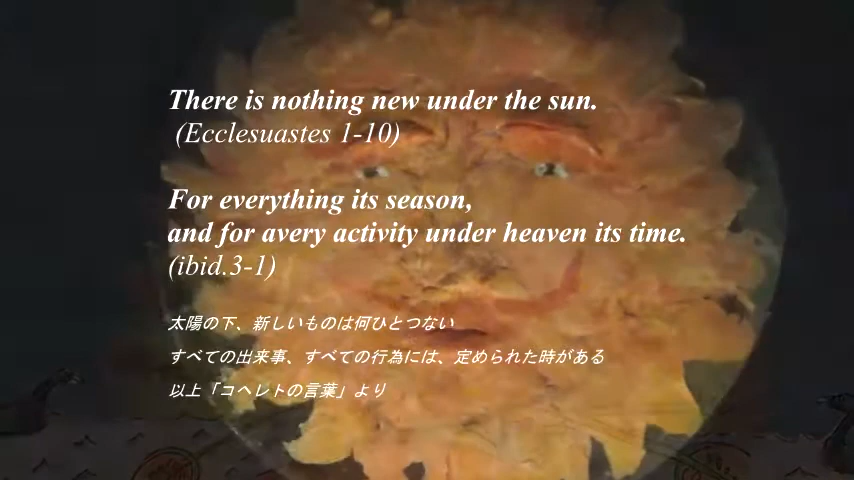 There is nothing new under the sun.
(Ecclesuastes 1-10)
For everything its season,
and for avery activity under heaven its time.
(ibid.3-1)
太陽の下、新しいものは何ひとつない
すべての出来事、すべての行為には、定められた時がある
以上「コヘレトの言葉」より